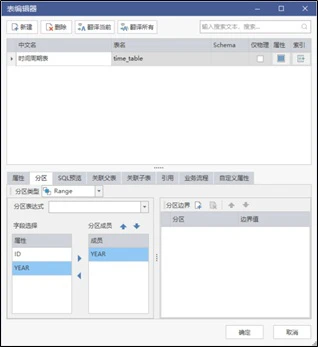 表编辑器
新建 删除 翻译当前 翻译所有 输入搜索文本，搜索...
中文名 表名 Schema 仅物理 属性 索引
时间周期表 time_table
属性 分区 SQL预览 关联父表 关联子表 引用 业务流程 自定义属性
分区类型 Range
分区表达式
字段选择 分区成员
属性 成员
ID YEAR
YEAR
分区边界
分区 边界值
确定 取消